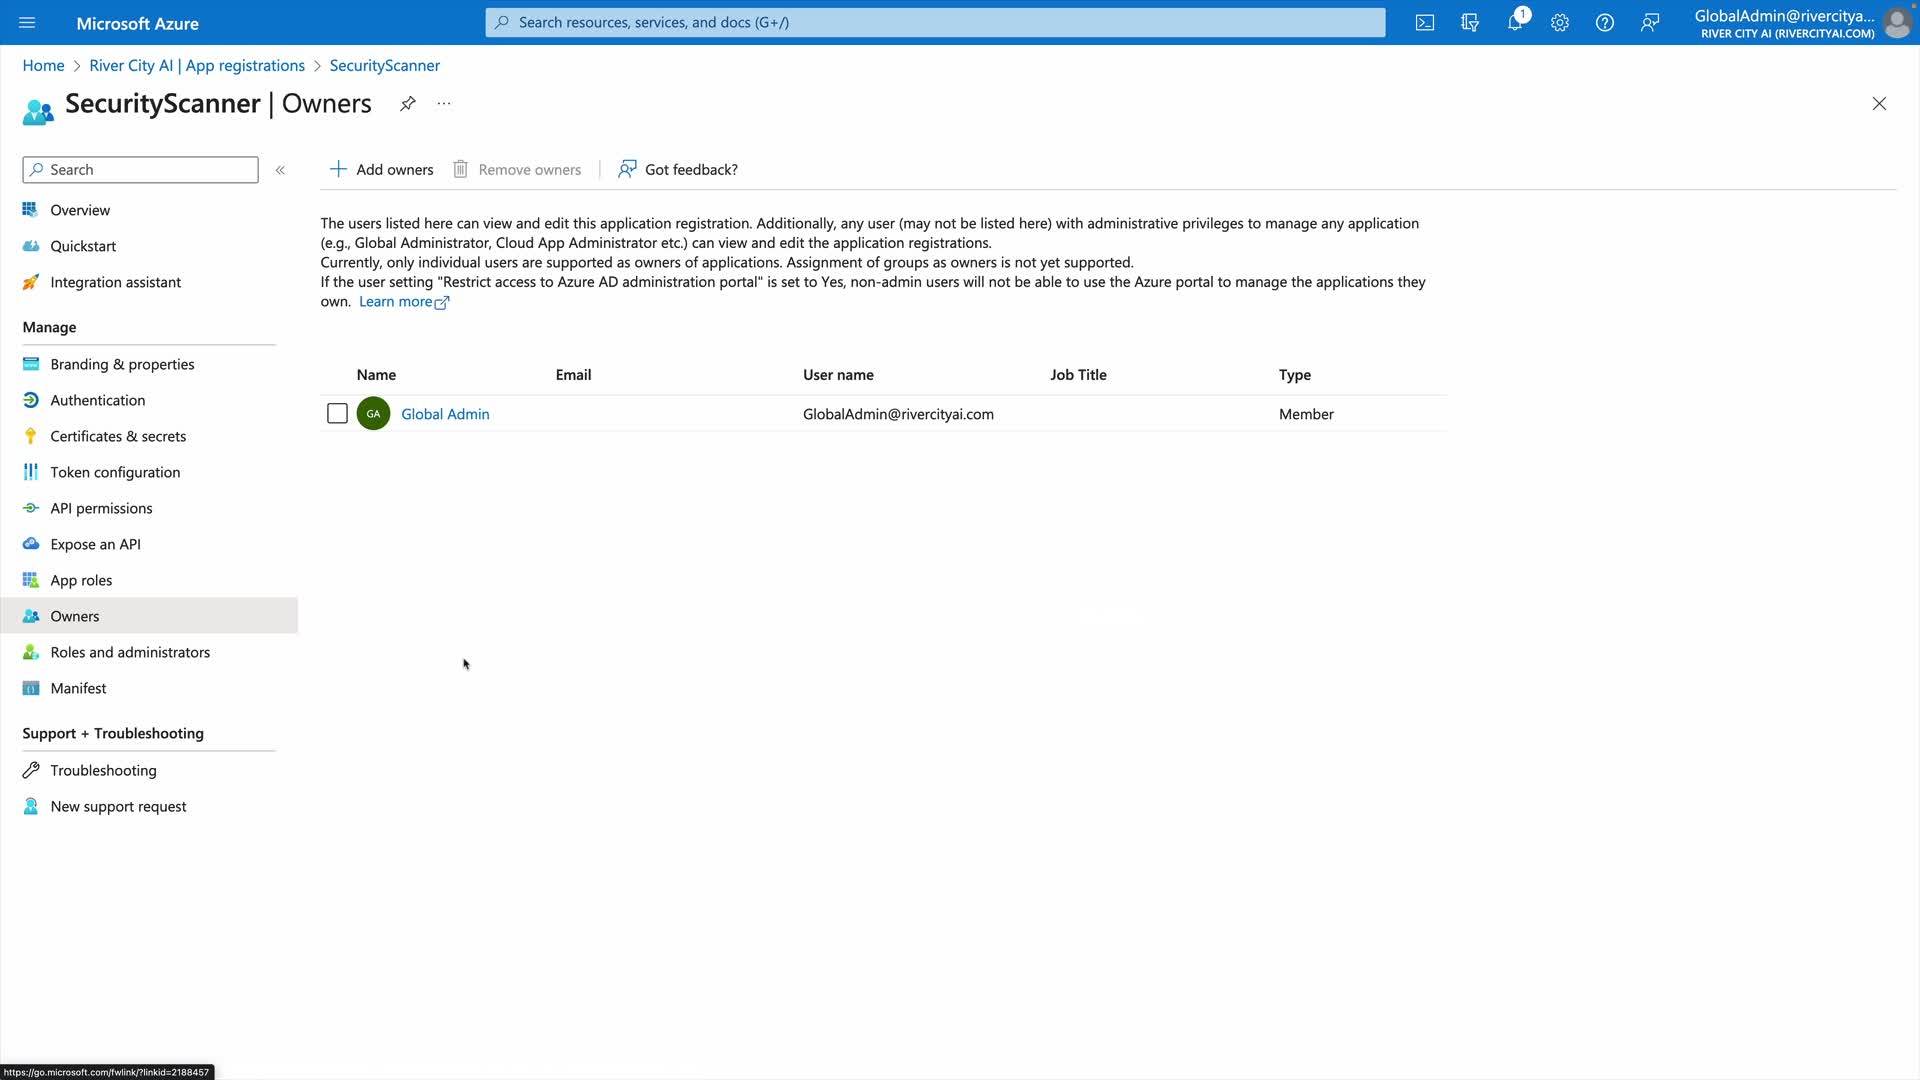 Microsoft Azure
Search resources, services, and docs (G+/)
1
GlobalAdmin@rivercitya...
RIVER CITY AI (RIVERCITYAI.COM)
Home > River City AI | App registrations > SecurityScanner
SecurityScanner | Owners
Search
Overview
Quickstart
Integration assistant
Manage
Branding & properties
Authentication
Certificates & secrets
Token configuration
API permissions
Expose an API
App roles
Owners
Roles and administrators
Manifest
Support + Troubleshooting
Troubleshooting
New support request
Add owners
Remove owners
Got feedback?
The users listed here can view and edit this application registration. Additionally, any user (may not be listed here) with administrative privileges to manage any application
(e.g., Global Administrator, Cloud App Administrator etc.) can view and edit the application registrations.
Currently, only individual users are supported as owners of applications. Assignment of groups as owners is not yet supported.
If the user setting "Restrict access to Azure AD administration portal" is set to Yes, non-admin users will not be able to use the Azure portal to manage the applications they
own. Learn more
Name Email User name Job Title Type
GA Global Admin GlobalAdmin@rivercityai.com Member
https://go.microsoft.com/fwlink/?linkid=2188457